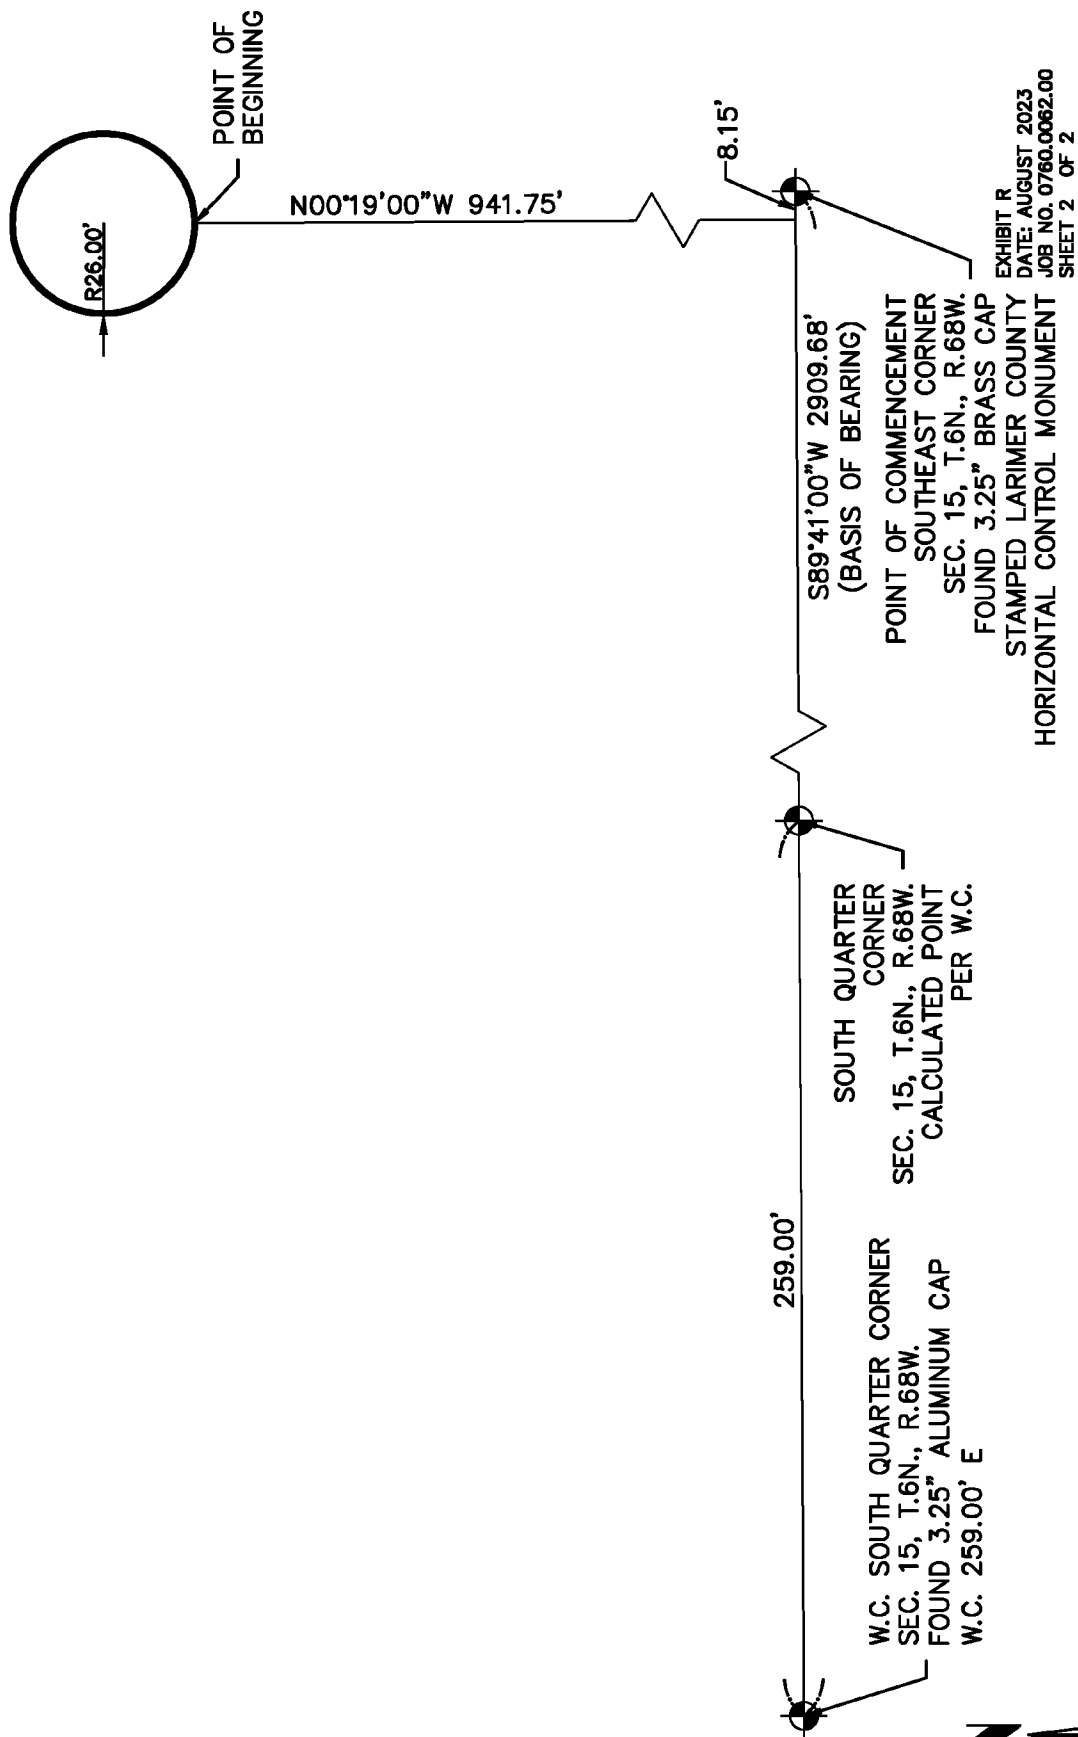 POINT OF
BEGINNING
R26.00'
N00°19'00"W 941.75'
8.15'
S89°41'00"W 2909.68'
(BASIS OF BEARING)
POINT OF COMMENCEMENT
SOUTHEAST CORNER
SEC. 15, T.6N., R.68W.
FOUND 3.25" BRASS CAP
STAMPED LARIMER COUNTY
HORIZONTAL CONTROL MONUMENT
EXHIBIT R
DATE: AUGUST 2023
JOB NO. 0760.0062.00
SHEET 2 OF 2
SOUTH QUARTER
CORNER
SEC. 15, T.6N., R.68W.
CALCULATED POINT
PER W.C.
259.00'
W.C. SOUTH QUARTER CORNER
SEC. 15, T.6N., R.68W.
FOUND 3.25" ALUMINUM CAP
W.C. 259.00' E